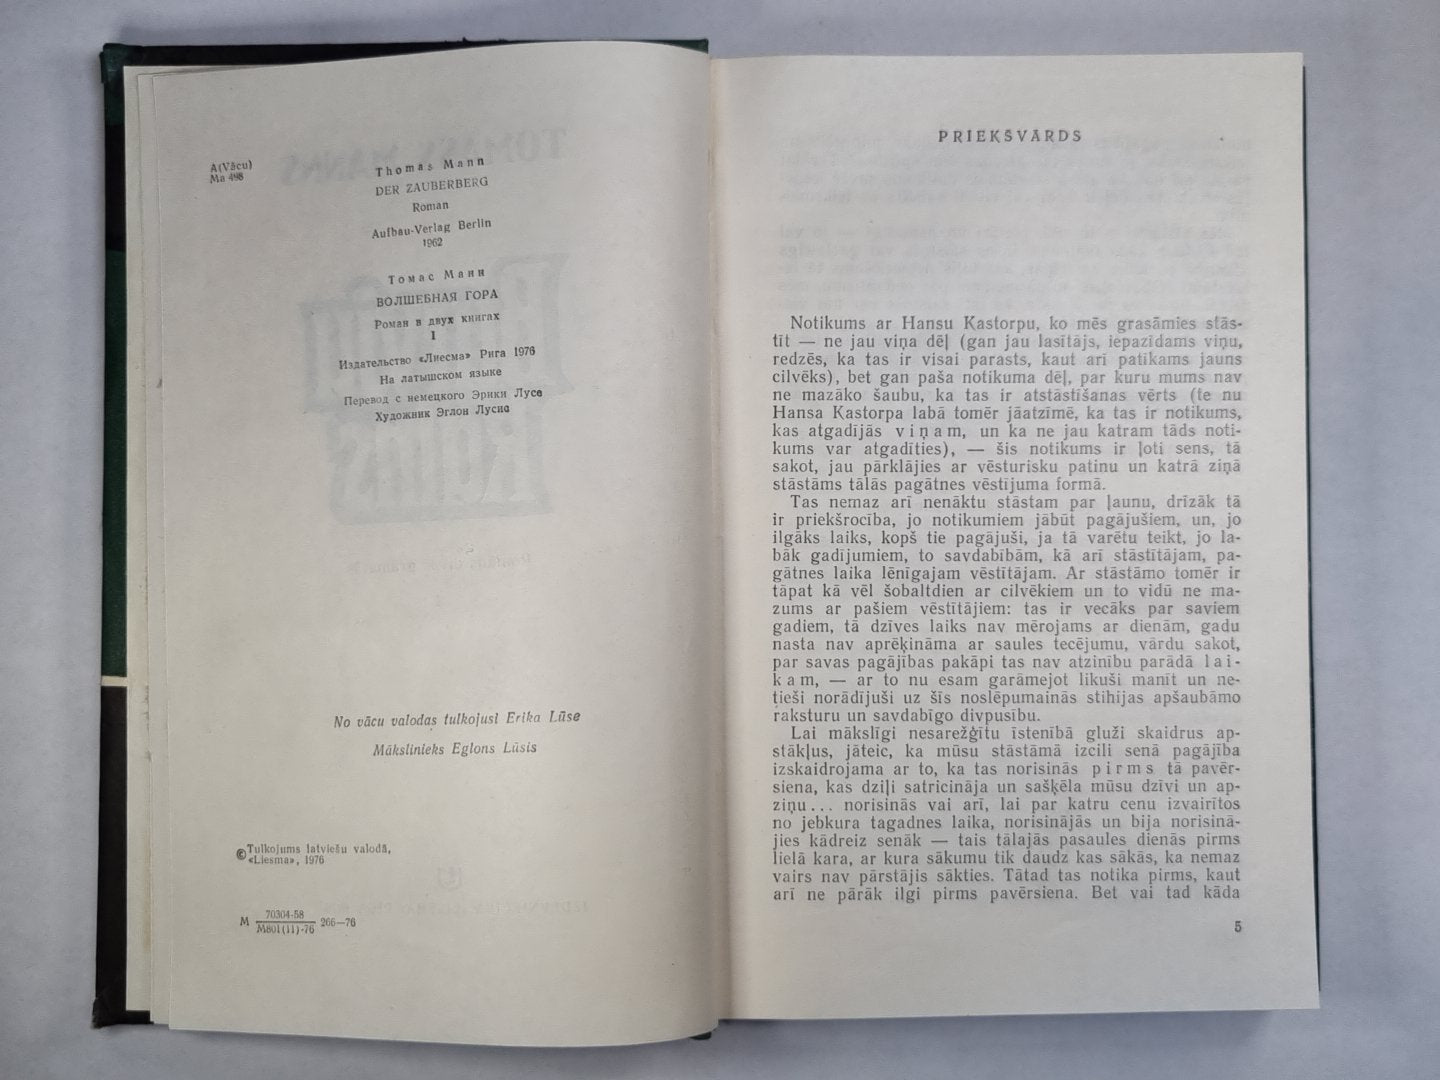 A(Vācu)
Ma 498
Thomas Mann
DER ZAUBERBERG
Roman
Aufbau-Verlag Berlin
1962
Томас Манн
ВОЛШЕБНАЯ ГОРА
Роман в двух книгах
I
Издательство «Лиесма» Рига 1976
На латышском языке
Перевод с немецкого Эрики Лусе
Художник Эглон Лусис
No vācu valodas tulkojusi Erika Lūse
Mākslinieks Eglons Lūsis
© Tulkojums latviešu valodā,
«Liesma», 1976
M 70304-58
M801(11)-76 266—76
PRIEKŠVĀRDS
Notikums ar Hansu Kastorpu, ko mēs grasāmies stās-
tīt — ne jau viņa dēļ (gan jau lasītājs, iepazīdams viņu,
redzēs, ka tas ir visai parasts, kaut arī patīkams jauns
cilvēks), bet gan paša notikuma dēļ, par kuru mums nav
ne mazāko šaubu, ka tas ir atstāstīšanas vērts (te nu
Hansa Kastorpa labā tomēr jāatzīmē, ka tas ir notikums,
kas atgadījās viņam, un ka ne jau katram tāds noti-
kums var atgadīties), — šis notikums ir ļoti sens, tā
sakot, jau pārklājies ar vēsturisku patinu un katrā ziņā
stāstāms tālās pagātnes vēstījuma formā.
Tas nemaz arī nenāktu stāstam par ļaunu, drīzāk tā
ir priekšrocība, jo notikumiem jābūt pagājušiem, un, jo
ilgāks laiks, kopš tie pagājuši, ja tā varētu teikt, jo la-
bāk gadījumiem, to savdabībām, kā arī stāstītājam, pa-
gātnes laika lēnīgajam vēstītājam. Ar stāstāmo tomēr ir
tāpat kā vēl šobaltdien ar cilvēkiem un to vidū ne ma-
zums ar pašiem vēstītājiem: tas ir vecāks par saviem
gadiem, tā dzīves laiks nav mērojams ar dienām, gadu
nasta nav aprēķināma ar saules tecējumu, vārdu sakot,
par savas pagājības pakāpi tas nav atzinību parādā lai-
kam, — ar to nu esam garāmejot likuši manīt un ne-
tieši norādījuši uz šīs noslēpumainās stihijas apšaubāmo
raksturu un savdabīgo divpusību.
Lai mākslīgi nesarežģītu īstenībā gluži skaidrus ap-
stākļus, jāteic, ka mūsu stāstāmā izcili senā pagājība
izskaidrojama ar to, ka tas norisinās pirms tā pavēr-
siena, kas dziļi satricināja un sašķēla mūsu dzīvi un ap-
ziņu... norisinās vai arī, lai par katru cenu izvairītos
no jebkura tagadnes laika, norisinājās un bija norisinā-
jies kādreiz senāk — tais tālajās pasaules dienās pirms
lielā kara, ar kura sākumu tik daudz kas sākās, ka nemaz
vairs nav pārstājis sākties. Tātad tas notika pirms, kaut
arī ne pārāk ilgi pirms pavērsiena. Bet vai tad kāda
5